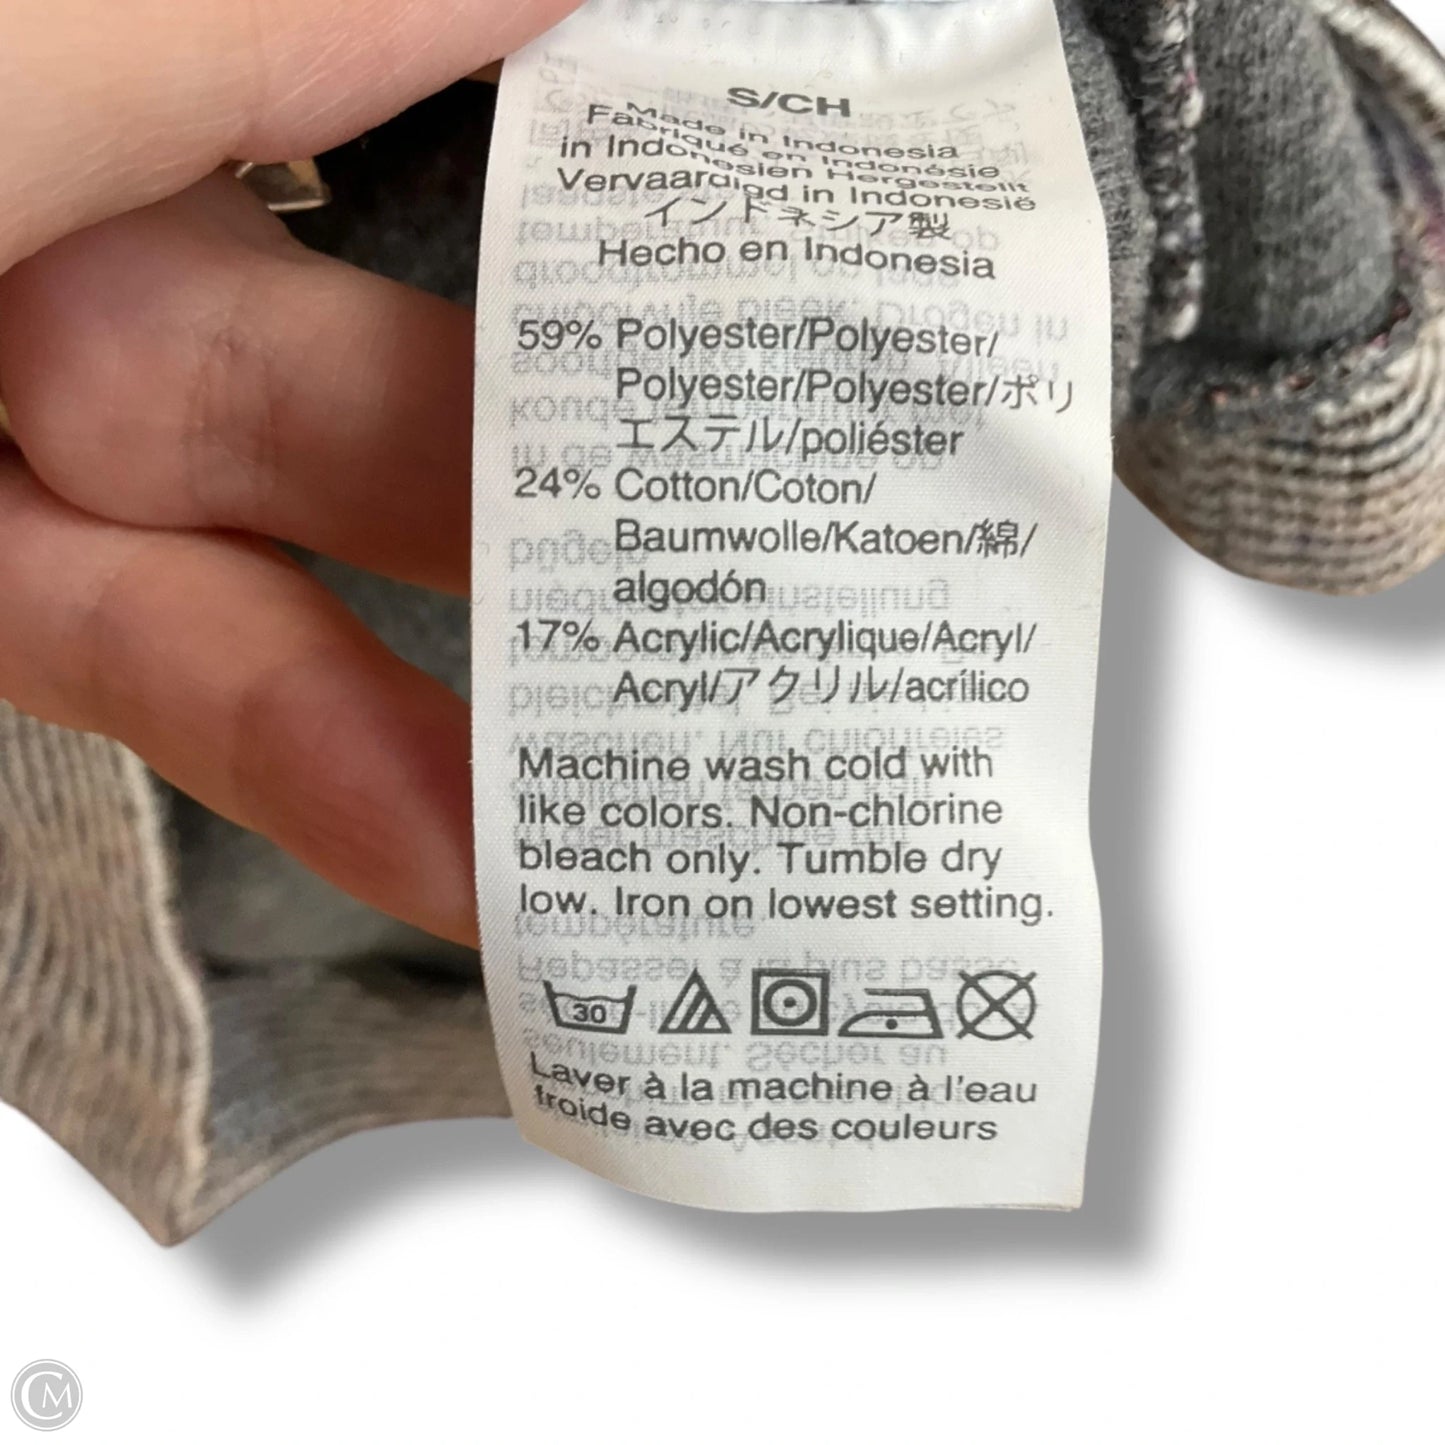 S/CH
Made in Indonesia
Fabriqué en Indonésie
in Indonesien Hergestellt
Vervaardigd in Indonesië
インドネシア製
Hecho en Indonesia
59% Polyester/Polyester/
Polyester/Polyester/ポリ
エステル/poliéster
24% Cotton/Coton/
Baumwolle/Katoen/綿/
algodón
17% Acrylic/Acrylique/Acryl/
Acryl/アクリル/acrílico
Machine wash cold with
like colors. Non-chlorine
bleach only. Tumble dry
low. Iron on lowest setting.
30
Laver à la machine à l'eau
froide avec des couleurs
CM